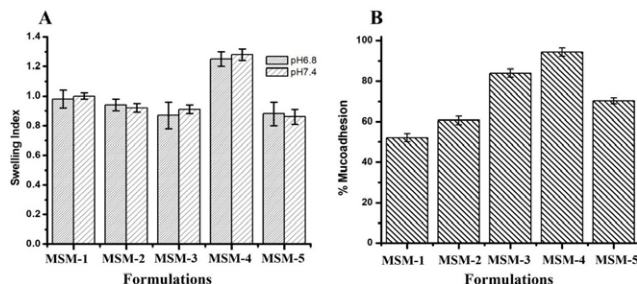 A
1.4
1.2
1.0
0.8
0.6
0.4
0.2
0.0
Swelling Index
pH6.8
pH7.4
MSM-1 MSM-2 MSM-3 MSM-4 MSM-5
Formulations
B
100
80
60
40
20
0
% Mucoadhesion
MSM-1 MSM-2 MSM-3 MSM-4 MSM-5
Formulations